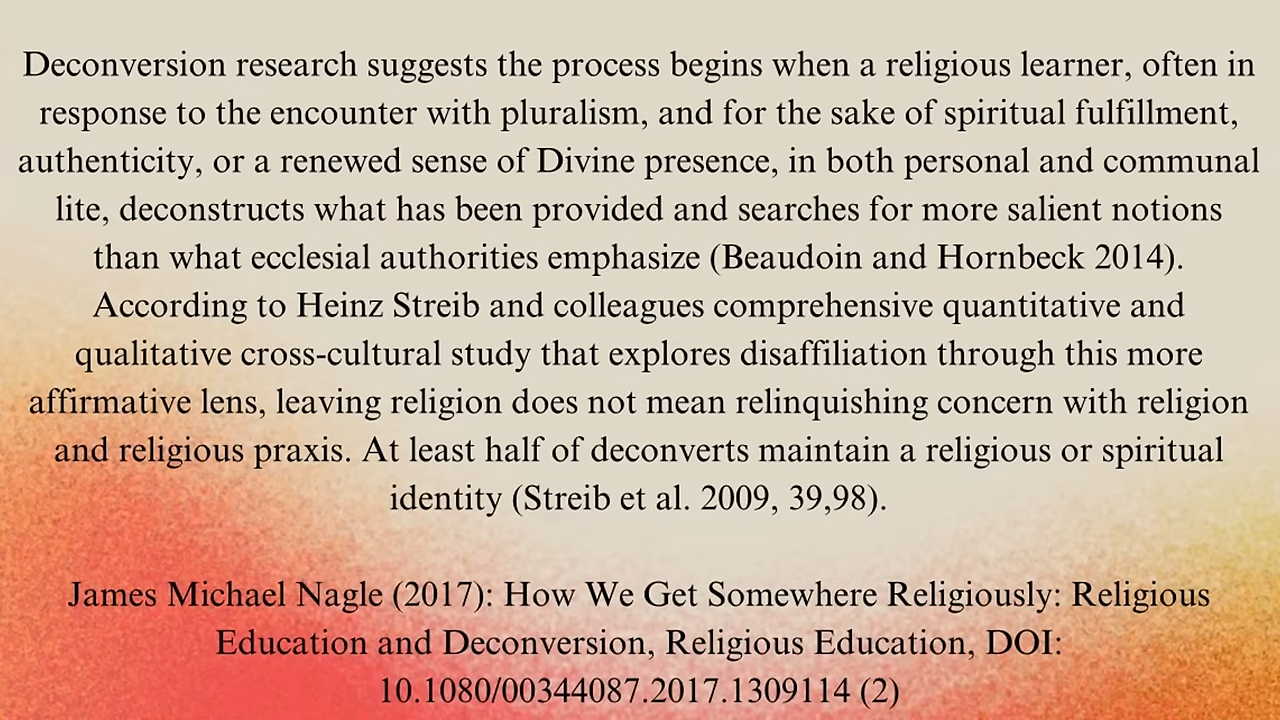 Deconversion research suggests the process begins when a religious learner, often in
response to the encounter with pluralism, and for the sake of spiritual fulfillment,
authenticity, or a renewed sense of Divine presence, in both personal and communal
lite, deconstructs what has been provided and searches for more salient notions
than what ecclesial authorities emphasize (Beaudoin and Hornbeck 2014).
According to Heinz Streib and colleagues comprehensive quantitative and
qualitative cross-cultural study that explores disaffiliation through this more
affirmative lens, leaving religion does not mean relinquishing concern with religion
and religious praxis. At least half of deconverts maintain a religious or spiritual
identity (Streib et al. 2009, 39,98).
James Michael Nagle (2017): How We Get Somewhere Religiously: Religious
Education and Deconversion, Religious Education, DOI:
10.1080/00344087.2017.1309114 (2)